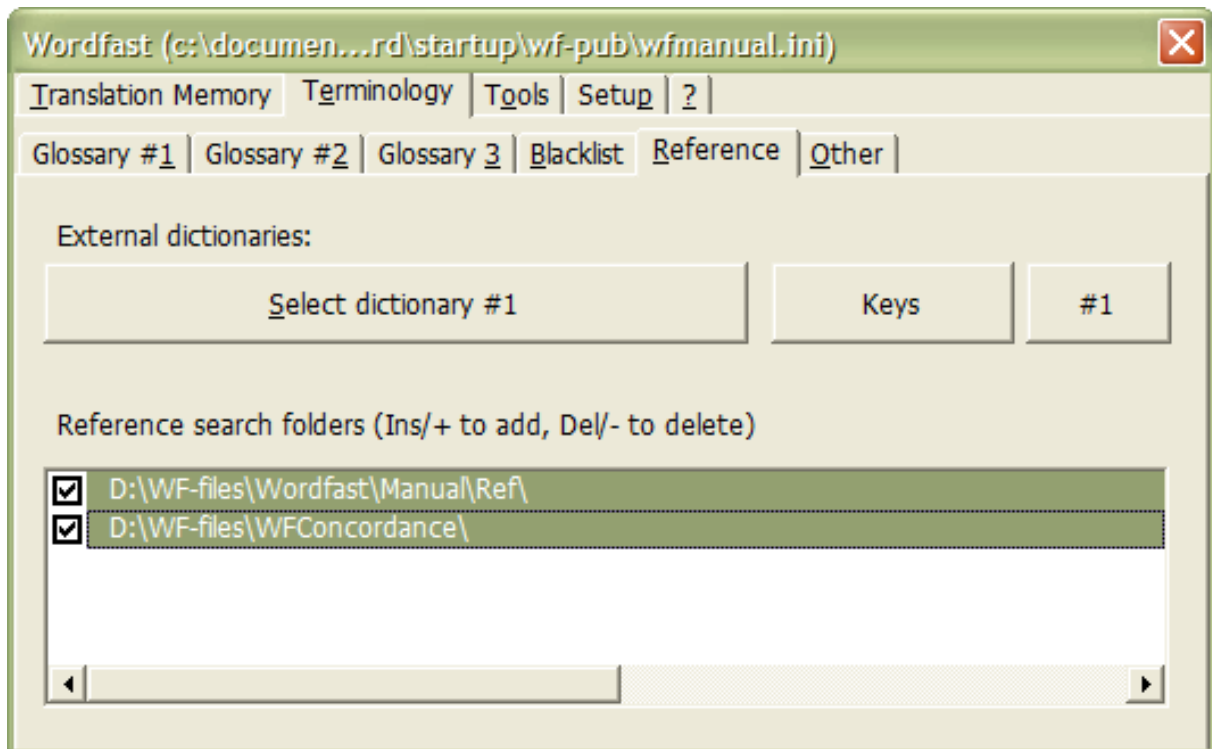 Wordfast (c:\documen...rd\startup\wf-pub\wfmanual.ini)
Translation Memory Terminology Tools Setup ?
Glossary #1 Glossary #2 Glossary 3 Blacklist Reference Other
External dictionaries:
Select dictionary #1 Keys #1
Reference search folders (Ins/+ to add, Del/- to delete)
D:\WF-files\Wordfast\Manual\Ref\
D:\WF-files\WFConcordance\